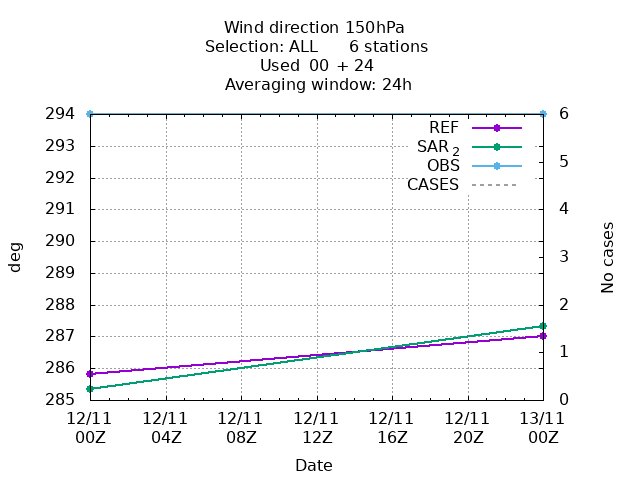 Wind direction 150hPa
Selection: ALL      6 stations
Used  00 + 24
Averaging window: 24h
294
293
292
291
290
289
288
287
286
285
deg
6
5
4
3
2
1
0
No cases
REF
SAR 2
OBS
CASES
12/11 12/11 12/11 12/11 12/11 12/11 13/11
00Z 04Z 08Z 12Z 16Z 20Z 00Z
Date